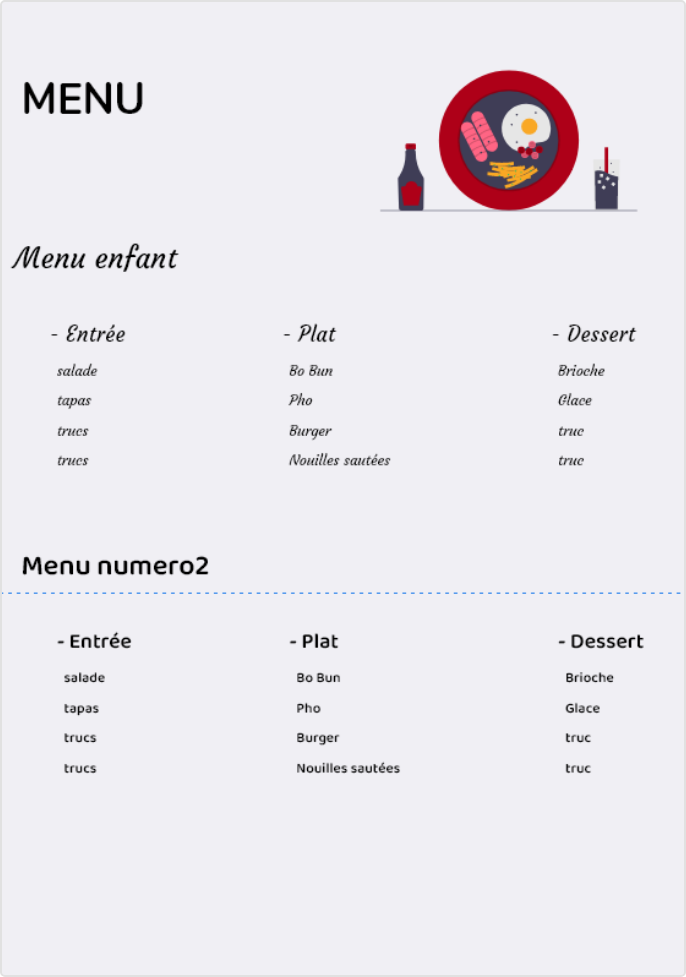 MENU
Menu enfant
- Entrée
salade
tapas
trucs
trucs
- Plat
Bo Bun
Pho
Burger
Nouilles sautées
- Dessert
Brioche
Glace
truc
truc
Menu numero2
- Entrée
salade
tapas
trucs
trucs
- Plat
Bo Bun
Pho
Burger
Nouilles sautées
- Dessert
Brioche
Glace
truc
truc